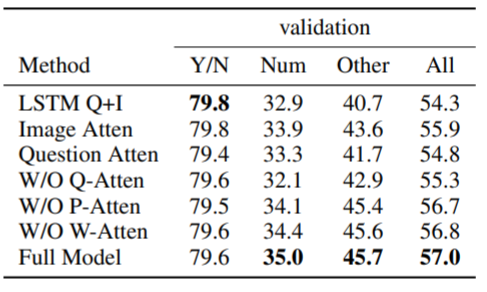 validation
Method Y/N Num Other All
LSTM Q+I 79.8 32.9 40.7 54.3
Image Atten 79.8 33.9 43.6 55.9
Question Atten 79.4 33.3 41.7 54.8
W/O Q-Atten 79.6 32.1 42.9 55.3
W/O P-Atten 79.5 34.1 45.4 56.7
W/O W-Atten 79.6 34.4 45.6 56.8
Full Model 79.6 35.0 45.7 57.0